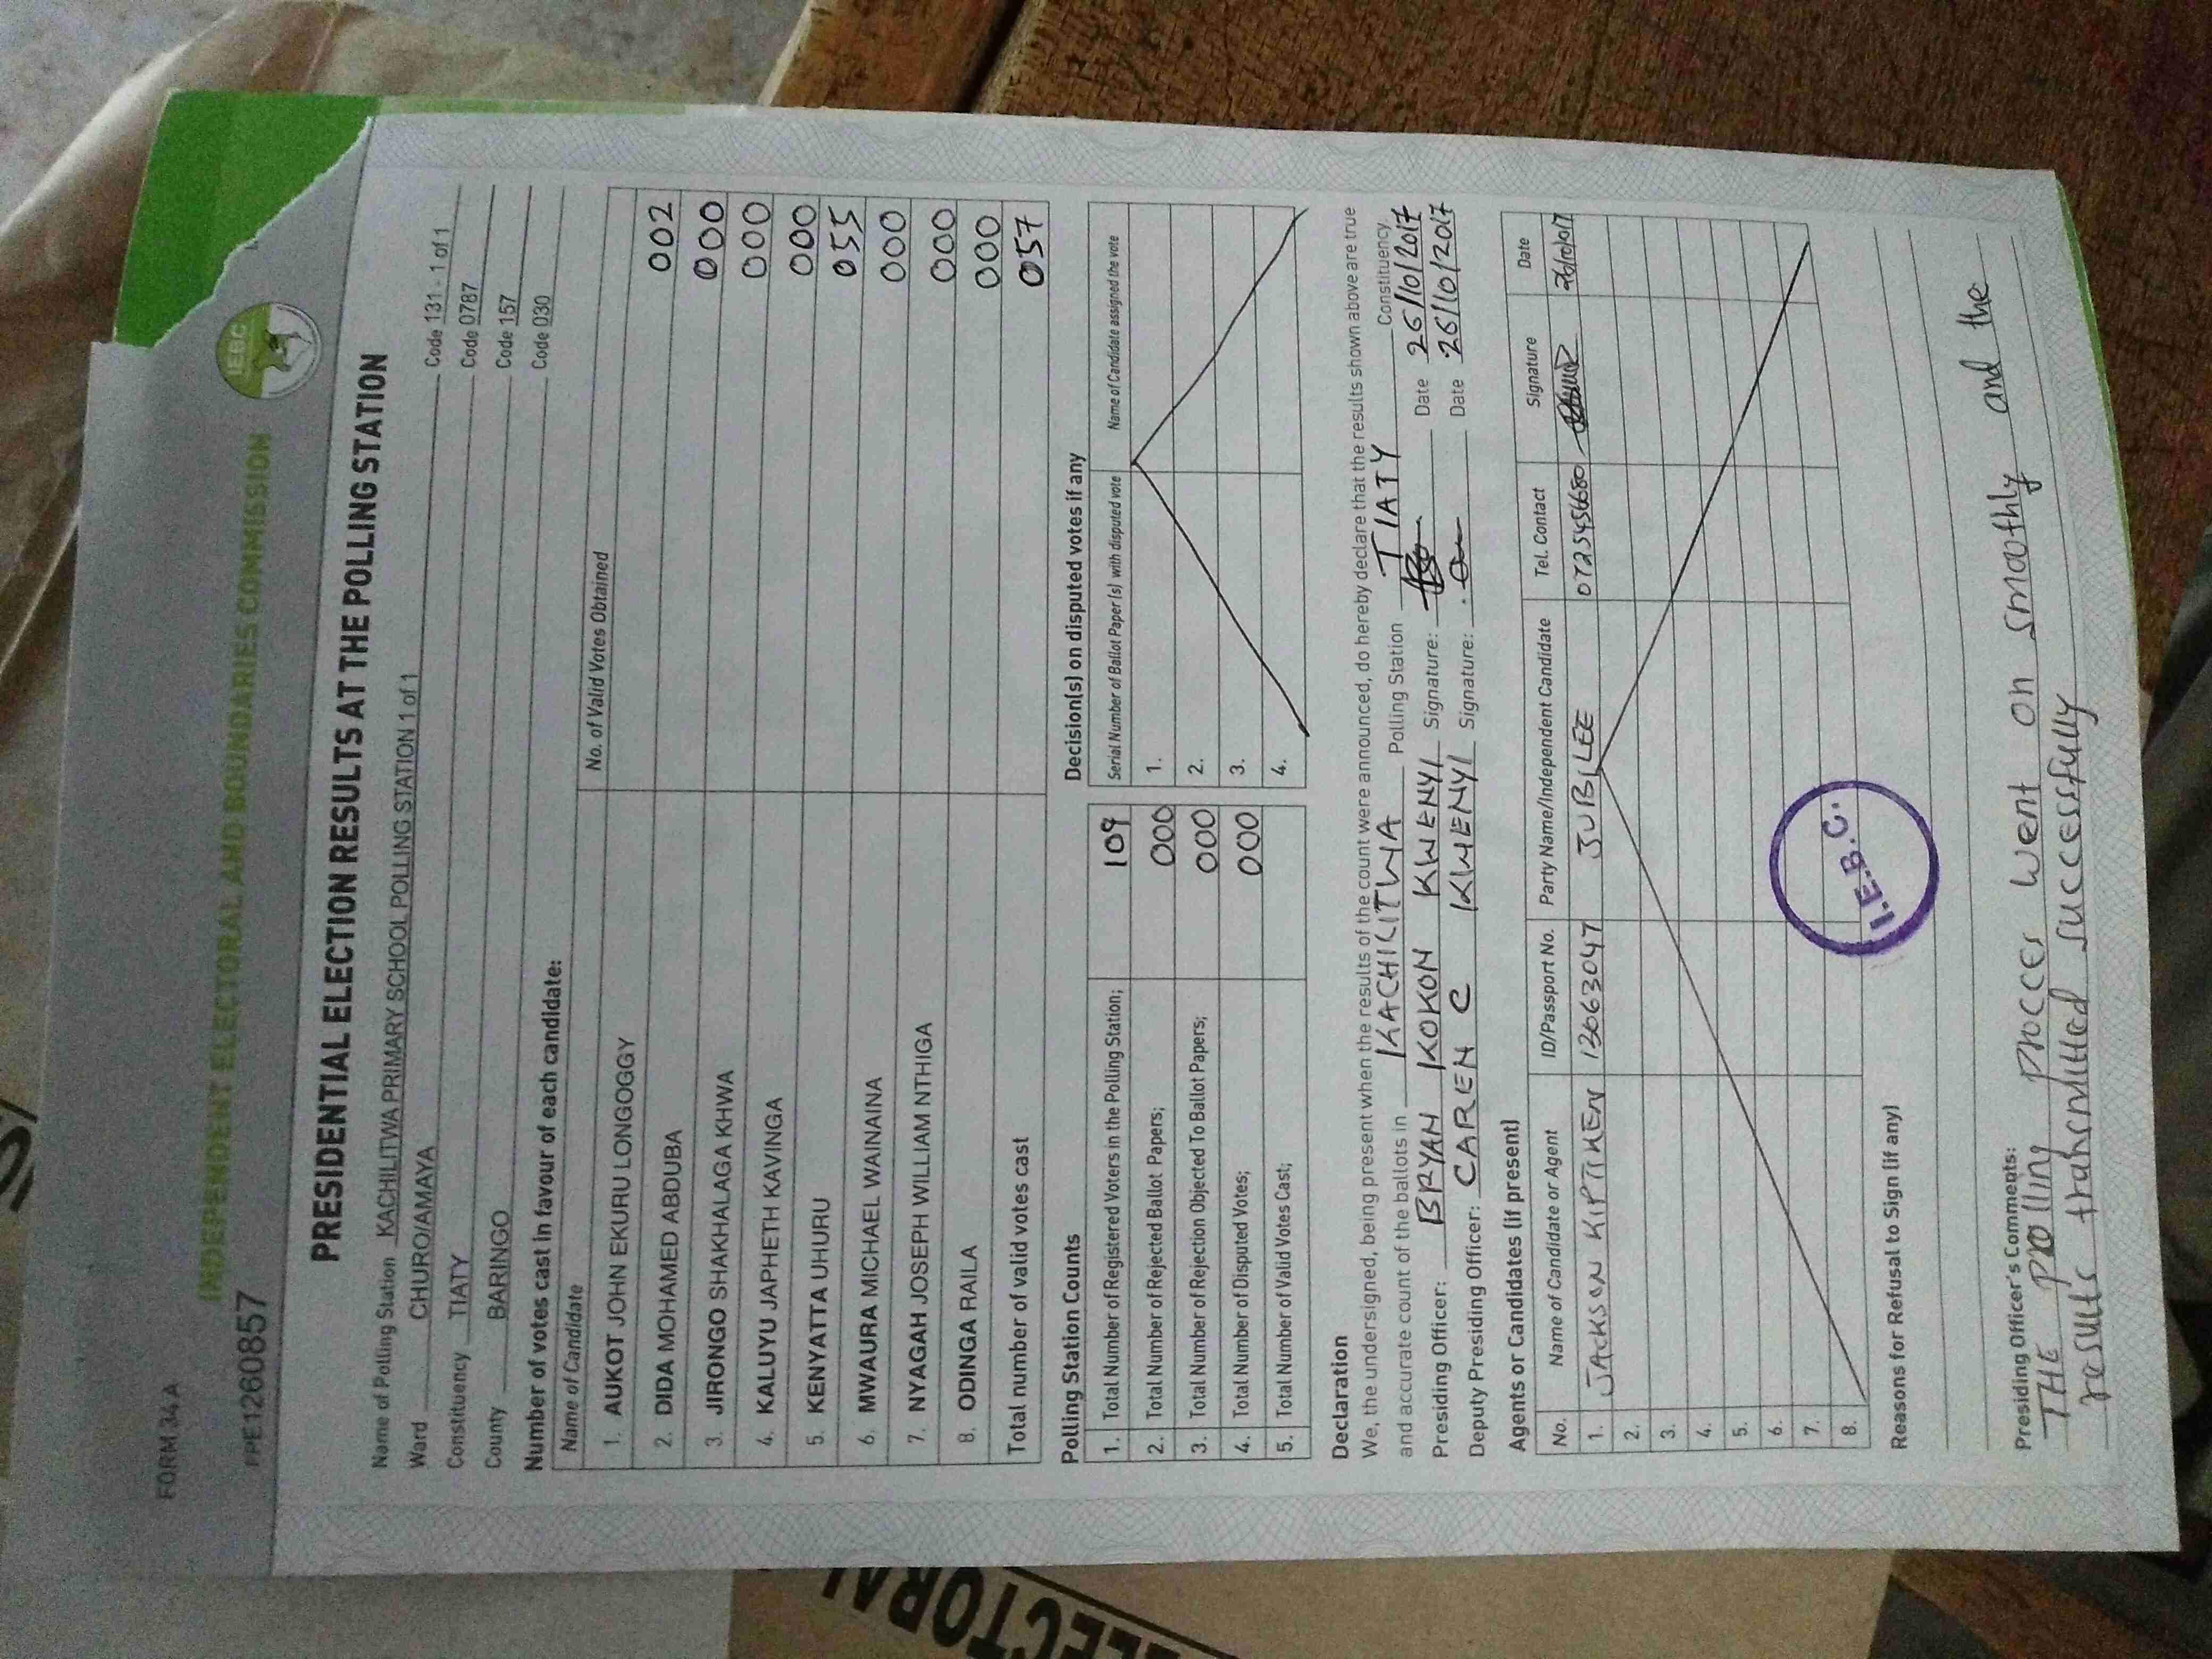 FORM 34A
INDEPENDENT ELECTORAL AND BOUNDARIES COMMISSION
IEBC
PPE1260857
PRESIDENTIAL ELECTION RESULTS AT THE POLLING STATION
Name of Polling Station KACHILITWA PRIMARY SCHOOL POLLING STATION 1 of 1 Code 131 - 1 of 1
Ward CHURO/AMAYA Code 0787
Constituency TIATY Code 157
County BARINGO Code 030
Number of votes cast in favour of each candidate:
Name of Candidate No. of Valid Votes Obtained
1. AUKOT JOHN EKURU LONGOGGY 002
2. DIDA MOHAMED ABDUBA 000
3. JIRONGO SHAKHALAGA KHWA 000
4. KALUYU JAPHETH KAVINGA 000
5. KENYATTA UHURU 055
6. MWAURA MICHAEL WAINAINA 000
7. NYAGAH JOSEPH WILLIAM NTHIGA 000
8. ODINGA RAILA 000
Total number of valid votes cast 057
Polling Station Counts
1. Total Number of Registered Voters in the Polling Station; 109
2. Total Number of Rejected Ballot Papers; 000
3. Total Number of Rejection Objected To Ballot Papers; 000
4. Total Number of Disputed Votes; 000
5. Total Number of Valid Votes Cast;
Decision(s) on disputed votes if any
Serial Number of Ballot Paper (s) with disputed vote Name of Candidate assigned the vote
1.
2.
3.
4.
Declaration
We, the undersigned, being present when the results of the count were announced, do hereby declare that the results shown above are true
and accurate count of the ballots in KACHILITWA Polling Station TIATY Constituency
Presiding Officer: BRYAN KOKON KWENYI Signature: Date 26/10/2017
Deputy Presiding Officer: CAREN C KWENYI Signature: Date 26/10/2017
Agents or Candidates (if present)
No. Name of Candidate or Agent ID/Passport No. Party Name/Independent Candidate Tel. Contact Signature Date
1. JACKSON KIPTIKEN 13663047 JUBILEE 0725456680
2.
3.
4.
5.
6.
7.
8.
I.E.B.C.
Reasons for Refusal to Sign (if any)
Presiding Officer's Comments:
THE polling procces went on smoothly and the
results transmitted successfully
ELECTORAL